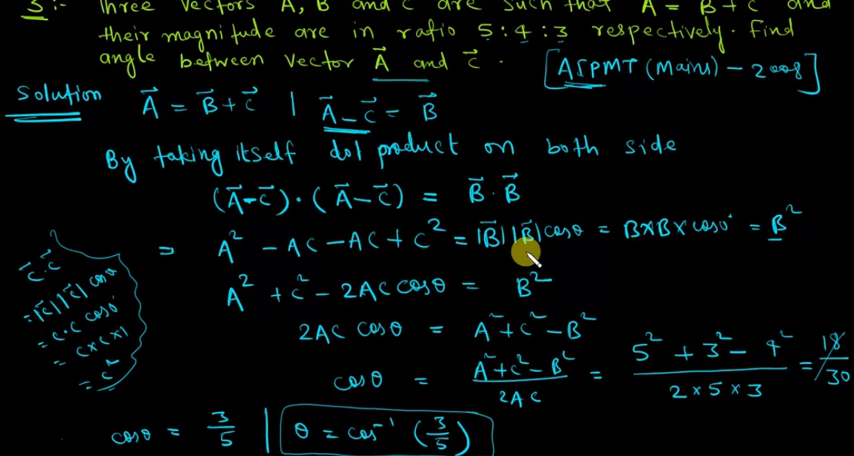 3:- Three vectors A, B and C are such that A = B + C and
their magnitude are in ratio 5:4:3 respectively. Find
angle between vector A⃗ and C⃗.
[AIPMT (Mains) - 2008]
Solution A⃗ = B⃗ + C⃗ | A⃗ - C⃗ = B⃗
By taking itself dot product on both side
(A⃗-C⃗)·(A⃗-C⃗) = B⃗·B⃗
= A² - AC - AC + C² = |B⃗||B⃗|cosθ = B×B×cos0° = B²
A² + C² - 2AC cosθ = B²
2AC cosθ = A² + C² - B²
cosθ = (A²+C²-B²)/(2AC) = (5²+3²-4²)/(2×5×3) = 18/30
cosθ = 3/5 | θ = cos⁻¹(3/5)
C⃗·C⃗
= |C⃗||C⃗|cosθ
= C·C cos0°
= C×C×1
= C²